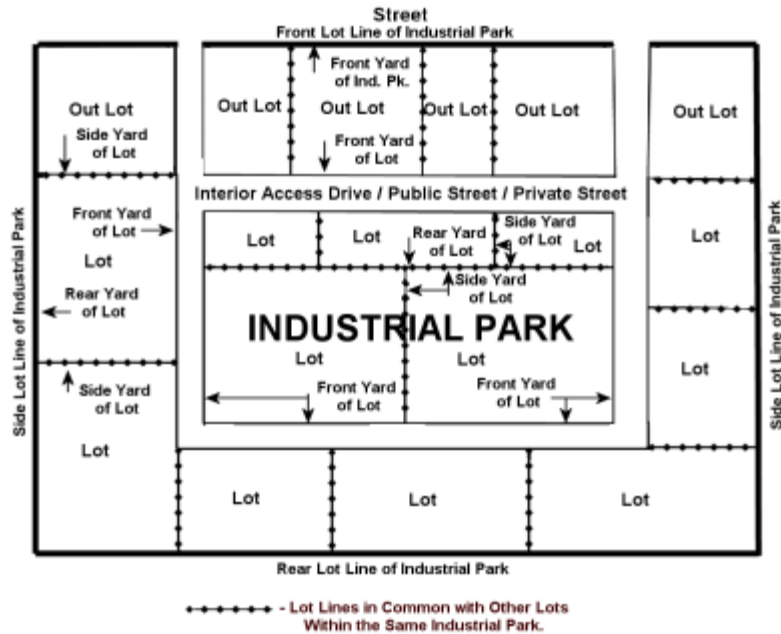 Street
Front Lot Line of Industrial Park
Front Yard
of Ind. Pk.
Out Lot
Out Lot
Out Lot
Out Lot
Out Lot
Out Lot
Side Yard
of Lot
Front Yard
of Lot
Interior Access Drive / Public Street / Private Street
Front Yard
of Lot
Lot
Rear Yard
of Lot
Side Lot Line of Industrial Park
Lot
Lot
Rear Yard
of Lot
Side Yard
of Lot
Lot
Side Yard
of Lot
INDUSTRIAL PARK
Lot
Lot
Front Yard
of Lot
Front Yard
of Lot
Lot
Lot
Side Lot Line of Industrial Park
Side Yard
of Lot
Lot
Lot
Lot
Lot
Rear Lot Line of Industrial Park
- Lot Lines in Common with Other Lots
Within the Same Industrial Park.